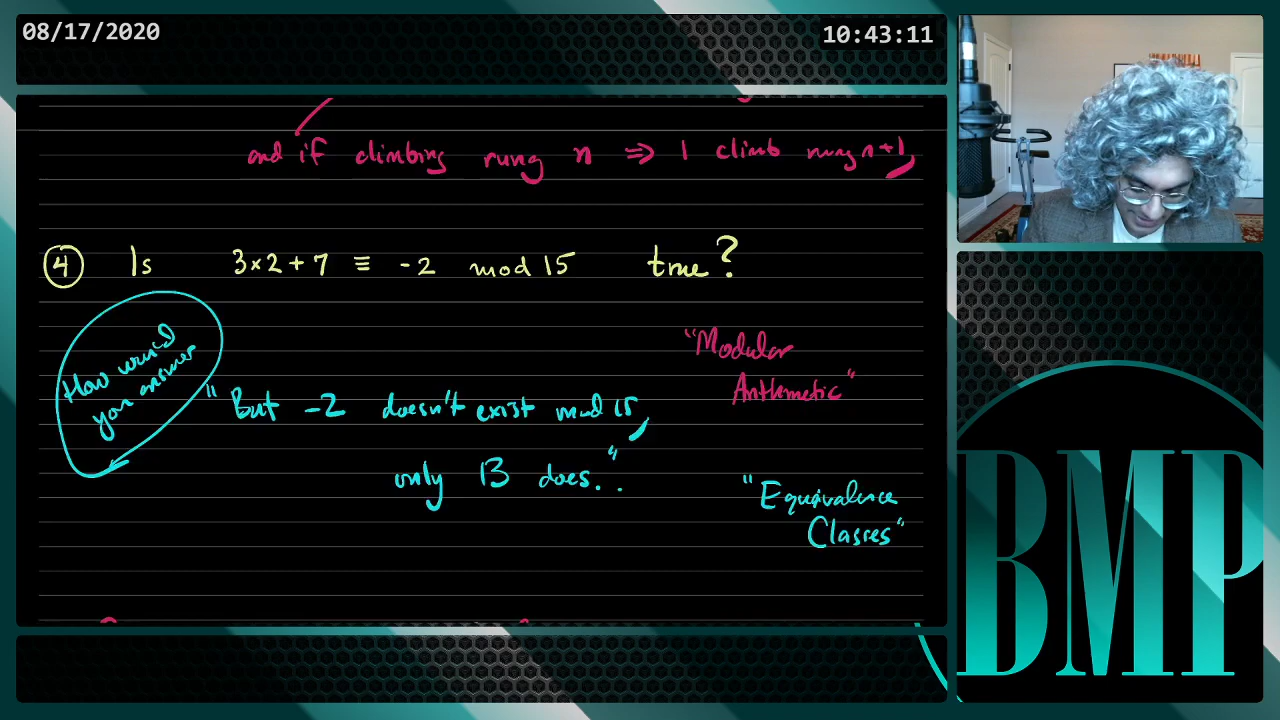 08/17/2020
10:43:11
and if climbing rung n ⇒ I climb rung n+1,
④ Is 3×2+7 ≡ -2 mod 15 true?
How would
you answer
"Modular
Arithmetic"
"But -2 doesn't exist mod 15,
only 13 does."
"Equivalence
Classes"
BMP